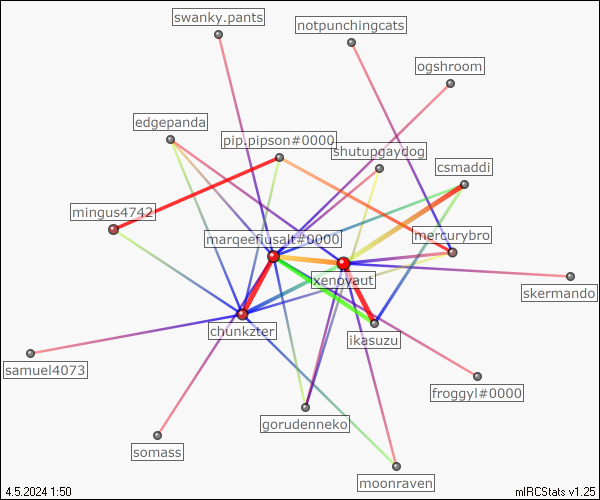 swanky.pants
notpunchingcats
ogshroom
edgepanda
pip.pipson#0000
shutupgaydog
csmaddi
mingus4742
marqeefiusalt#0000
mercurybro
xenoyaut
skermando
chunkzter
ikasuzu
samuel4073
froggyl#0000
gorudenneko
somass
moonraven
4.5.2024 1:50
mIRCStats v1.25